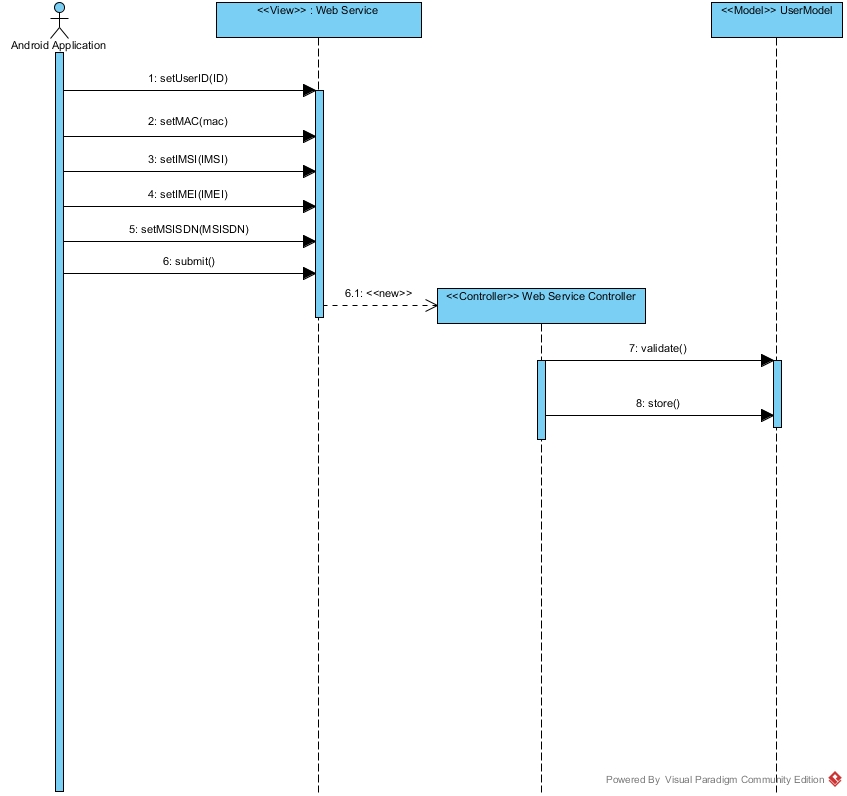 <<View>> : Web Service
<<Model>> UserModel
Android Application
1: setUserID(ID)
2: setMAC(mac)
3: setIMSI(IMSI)
4: setIMEI(IMEI)
5: setMSISDN(MSISDN)
6: submit()
6.1: <<new>>
<<Controller>> Web Service Controller
7: validate()
8: store()
Powered By Visual Paradigm Community Edition